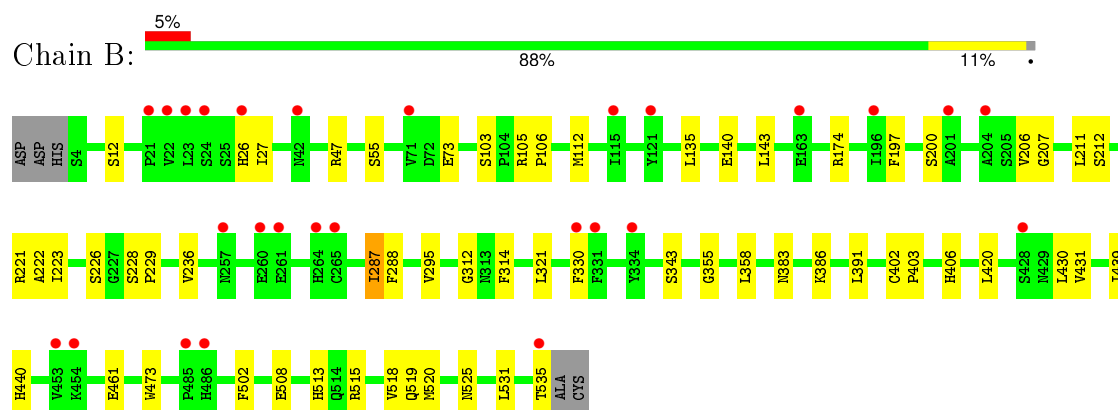 5%
Chain B:
88% 11% •
ASP ASP HIS S4 S12 P21 V22 L23 S24 S25 H26 I27 N42 R47 S55 V71 D72 E73 S103 P104 R105 P106 M112 I115 Y121 L135 E140 L143 E163 R174 I196 F197 S200 A201 A204 S205 V206 G207 L211 S212
R221 A222 I223 S226 G227 S228 P229 V236 N257 E260 E261 H264 C265 I287 F288 V295 G312 N313 F314 L321 F330 F331 Y334 S343 G355 L358 N383 K386 L391 C402 P403 H406 L420 S428 N429 L430 V431
H440 V453 K454 E461 W473 P485 H486 F502 E508 H513 Q514 R515 V518 Q519 M520 N525 L531 T535 ALA CYS